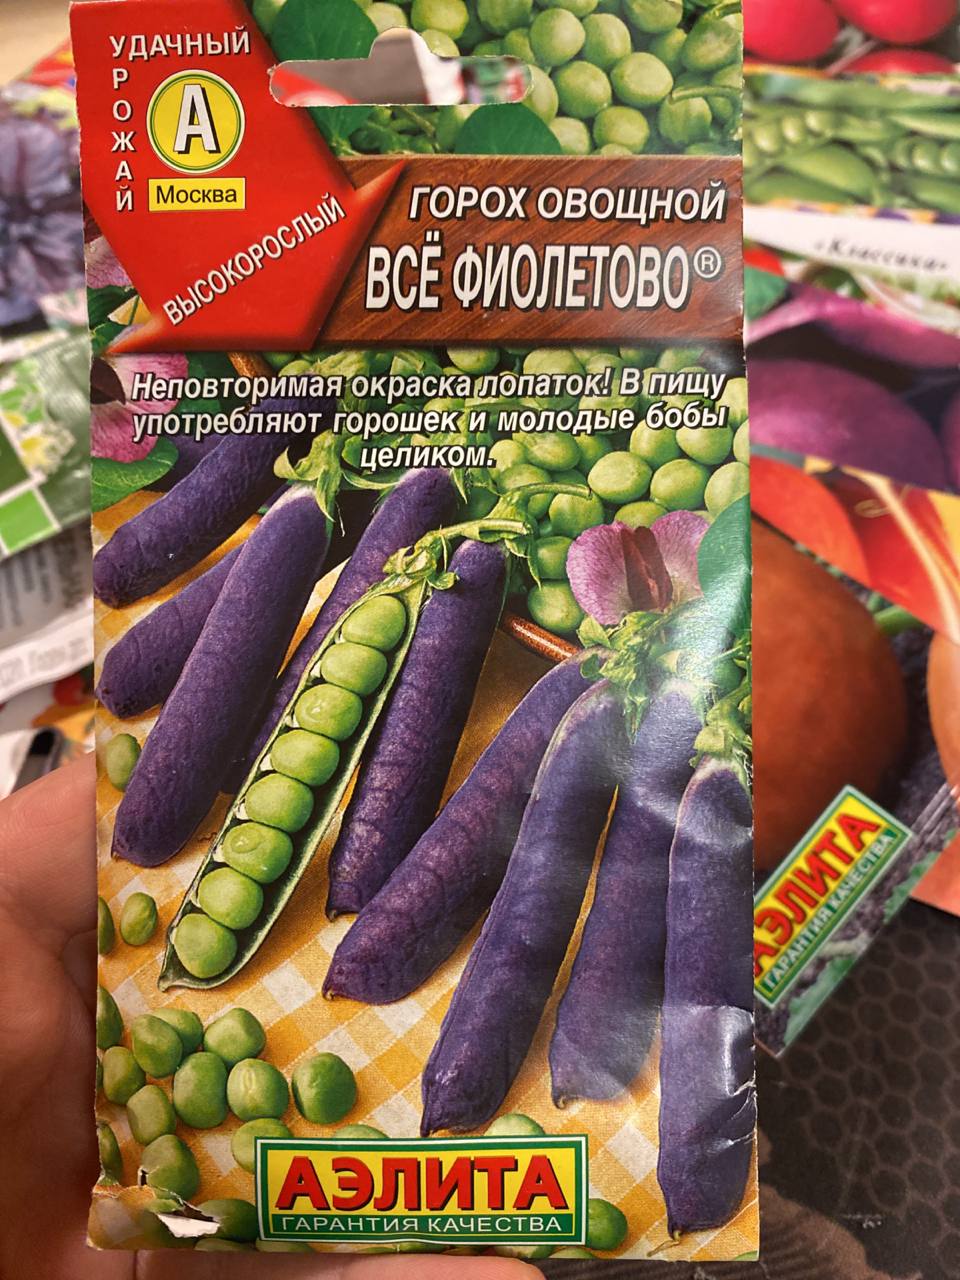 УДАЧНЫЙ
УРОЖАЙ
А
Москва
ВЫСОКОРОСЛЫЙ
ГОРОХ ОВОЩНОЙ
ВСЁ ФИОЛЕТОВО®
Неповторимая окраска лопаток! В пищу
употребляют горошек и молодые бобы
целиком.
АЭЛИТА
ГАРАНТИЯ КАЧЕСТВА
«Классика»
АЭЛИТА
ГАРАНТИЯ КАЧЕСТВА